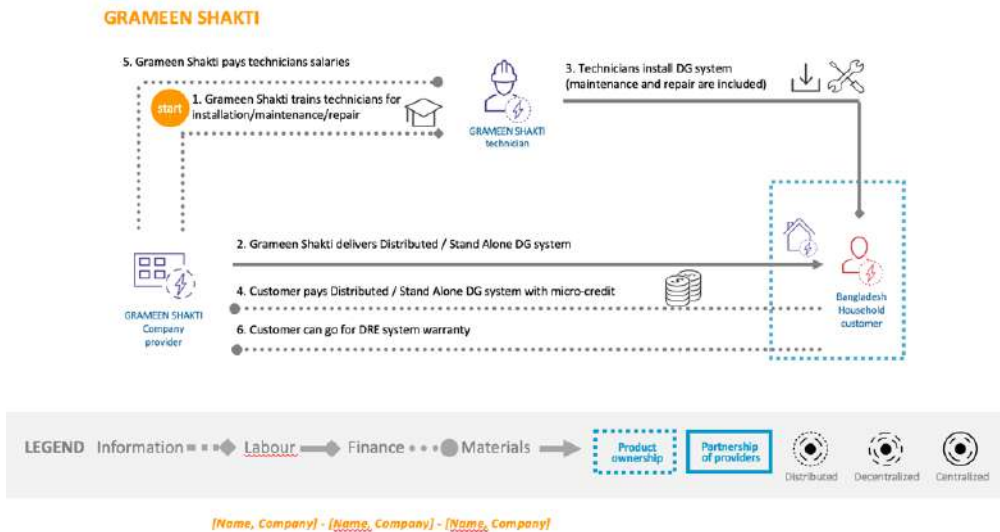 GRAMEEN SHAKTI
5. Grameen Shakti pays technicians salaries
start
1. Grameen Shakti trains technicians for
installation/maintenance/repair
GRAMEEN SHAKTI
technician
3. Technicians install DG system
(maintenance and repair are included)
2. Grameen Shakti delivers Distributed / Stand Alone DG system
4. Customer pays Distributed / Stand Alone DG system with micro-credit
6. Customer can go for DRE system warranty
GRAMEEN SHAKTI
Company
provider
Bangladesh
Household
customer
LEGEND Information Labour Finance Materials
Product
ownership
Partnership
of providers
Distributed
Decentralized
Centralized
[Name, Company] - [Name, Company] - [Name, Company]